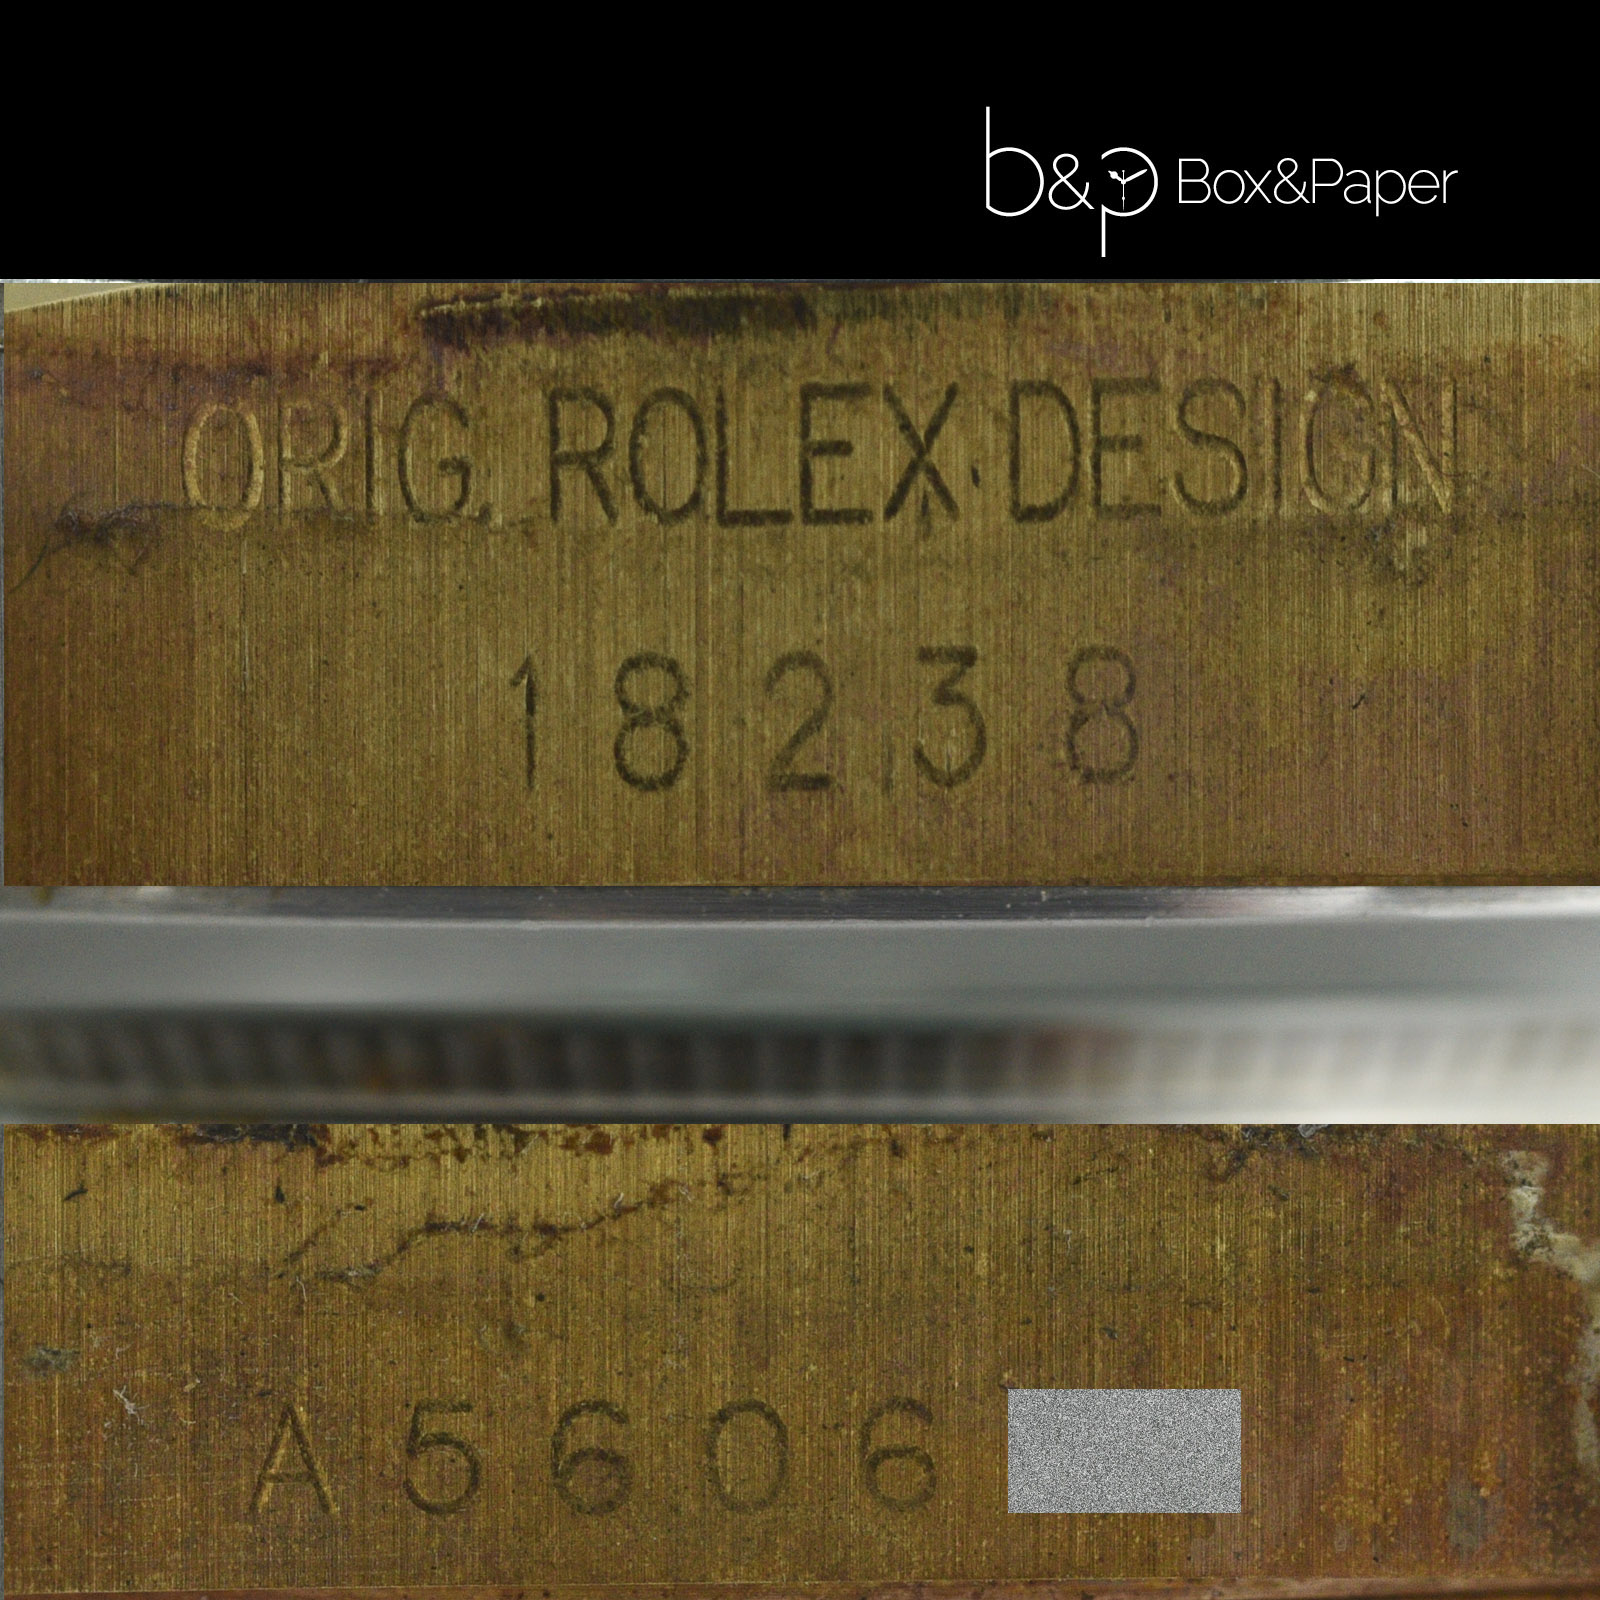 b&p Box&Paper
ORIG. ROLEX DESIGN
18238
A5606